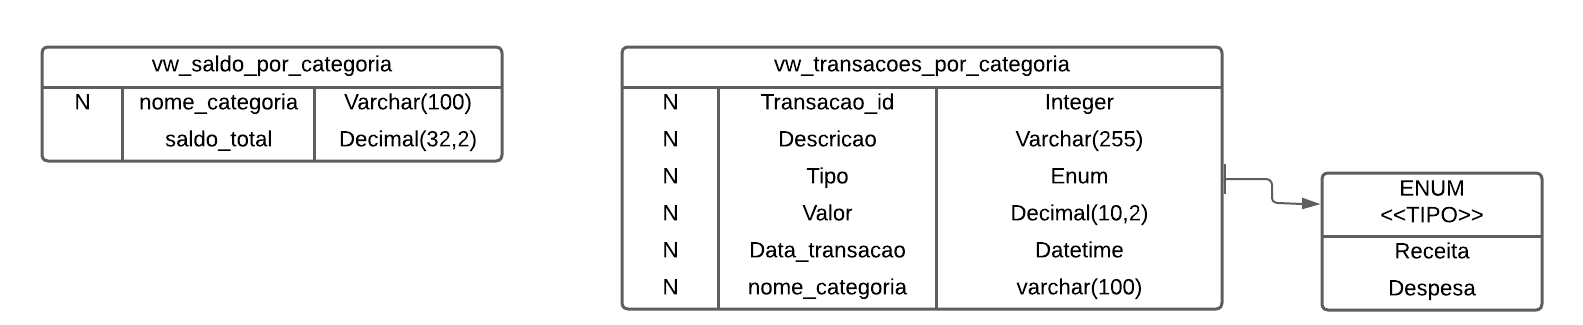 vw_saldo_por_categoria
N nome_categoria Varchar(100)
saldo_total Decimal(32,2)
vw_transacoes_por_categoria
N Transacao_id Integer
N Descricao Varchar(255)
N Tipo Enum
N Valor Decimal(10,2)
N Data_transacao Datetime
N nome_categoria varchar(100)
ENUM
<<TIPO>>
Receita
Despesa